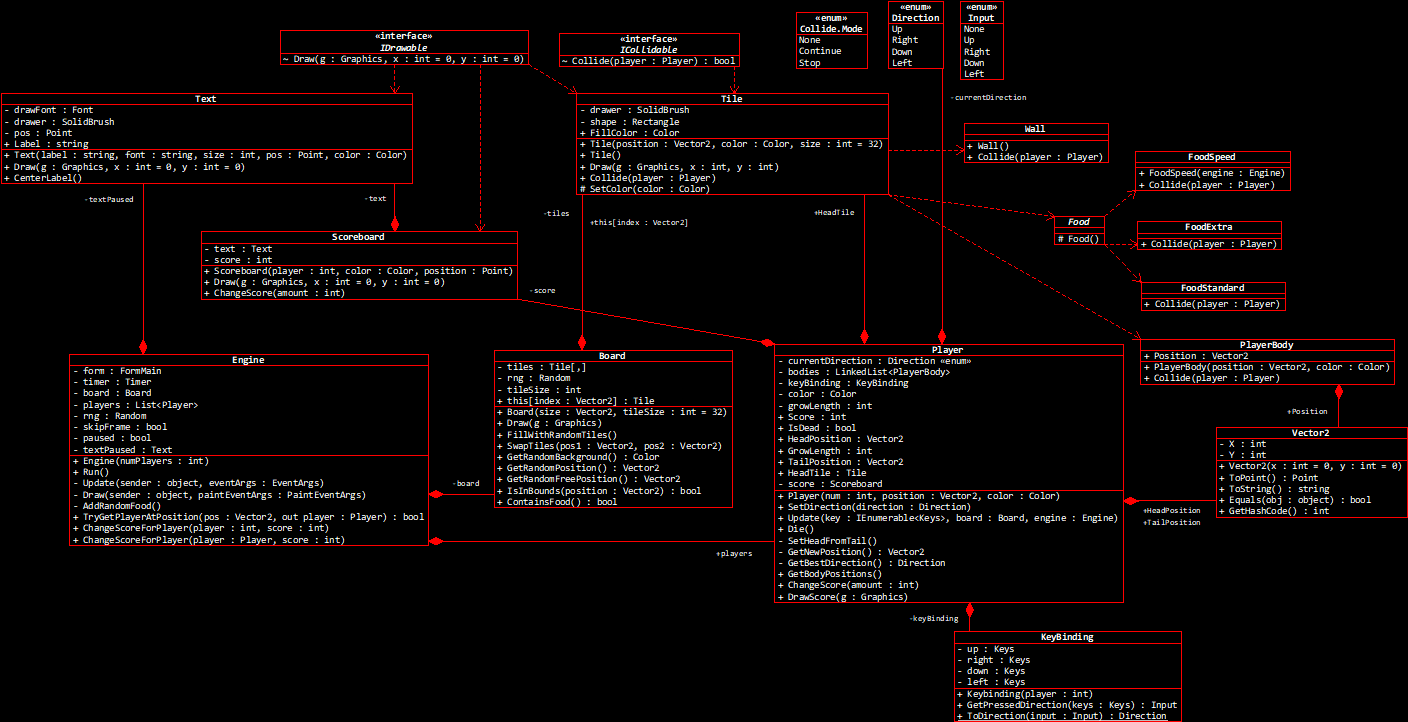 «interface»
IDrawable
~ Draw(g : Graphics, x : int = 0, y : int = 0)
«interface»
ICollidable
~ Collide(player : Player) : bool
«enum»
Collide.Mode
None
Continue
Stop
«enum»
Direction
Up
Right
Down
Left
«enum»
Input
None
Up
Right
Down
Left
Text
- drawFont : Font
- drawer : SolidBrush
- pos : Point
+ Label : string
+ Text(label : string, font : string, size : int, pos : Point, color : Color)
+ Draw(g : Graphics, x : int = 0, y : int = 0)
+ CenterLabel()
Tile
- drawer : SolidBrush
- shape : Rectangle
+ FillColor : Color
+ Tile(position : Vector2, color : Color, size : int = 32)
+ Tile()
+ Draw(g : Graphics, x : int, y : int)
+ Collide(player : Player)
# SetColor(color : Color)
-currentDirection
Wall
+ Wall()
+ Collide(player : Player)
FoodSpeed
+ FoodSpeed(engine : Engine)
+ Collide(player : Player)
Food
# Food()
FoodExtra
+ Collide(player : Player)
FoodStandard
+ Collide(player : Player)
-textPaused
-text
-tiles
+this[index : Vector2]
+HeadTile
Scoreboard
- text : Text
- score : int
+ Scoreboard(player : int, color : Color, position : Point)
+ Draw(g : Graphics, x : int = 0, y : int = 0)
+ ChangeScore(amount : int)
-score
Engine
- form : FormMain
- timer : Timer
- board : Board
- players : List<Player>
- rng : Random
- skipFrame : bool
- paused : bool
- textPaused : Text
+ Engine(numPlayers : int)
+ Run()
- Update(sender : object, eventArgs : EventArgs)
- Draw(sender : object, paintEventArgs : PaintEventArgs)
- AddRandomFood()
+ TryGetPlayerAtPosition(pos : Vector2, out player : Player) : bool
+ ChangeScoreForPlayer(player : int, score : int)
+ ChangeScoreForPlayer(player : Player, score : int)
-board
+players
Board
- tiles : Tile[,]
- rng : Random
- tileSize : int
+ this[index : Vector2] : Tile
+ Board(size : Vector2, tileSize : int = 32)
+ Draw(g : Graphics)
+ FillWithRandomTiles()
+ SwapTiles(pos1 : Vector2, pos2 : Vector2)
+ GetRandomBackground() : Color
+ GetRandomPosition() : Vector2
+ GetRandomFreePosition() : Vector2
+ IsInBounds(position : Vector2) : bool
+ ContainsFood() : bool
Player
- currentDirection : Direction «enum»
- bodies : LinkedList<PlayerBody>
- keyBinding : KeyBinding
- color : Color
- growLength : int
+ Score : int
+ IsDead : bool
+ HeadPosition : Vector2
+ GrowLength : int
+ TailPosition : Vector2
+ HeadTile : Tile
- score : Scoreboard
+ Player(num : int, position : Vector2, color : Color)
+ SetDirection(direction : Direction)
+ Update(key : IEnumerable<Keys>, board : Board, engine : Engine)
+ Die()
- SetHeadFromTail()
- GetNewPosition() : Vector2
- GetBestDirection() : Direction
+ GetBodyPositions()
+ ChangeScore(amount : int)
+ DrawScore(g : Graphics)
PlayerBody
+ Position : Vector2
+ PlayerBody(position : Vector2, color : Color)
+ Collide(player : Player)
+Position
Vector2
- X : int
- Y : int
+ Vector2(x : int = 0, y : int = 0)
+ ToPoint() : Point
+ ToString() : string
+ Equals(obj : object) : bool
+ GetHashCode() : int
+HeadPosition
+TailPosition
-keyBinding
KeyBinding
- up : Keys
- right : Keys
- down : Keys
- left : Keys
+ Keybinding(player : int)
+ GetPressedDirection(keys : Keys) : Input
+ ToDirection(input : Input) : Direction